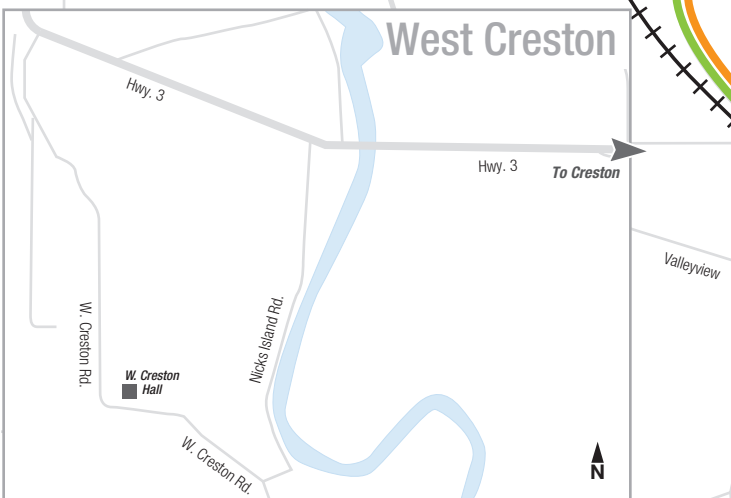 West Creston
Hwy. 3
Hwy. 3
To Creston
Valleyview
W. Creston Rd.
Nicks Island Rd.
W. Creston
Hall
W. Creston Rd.
N